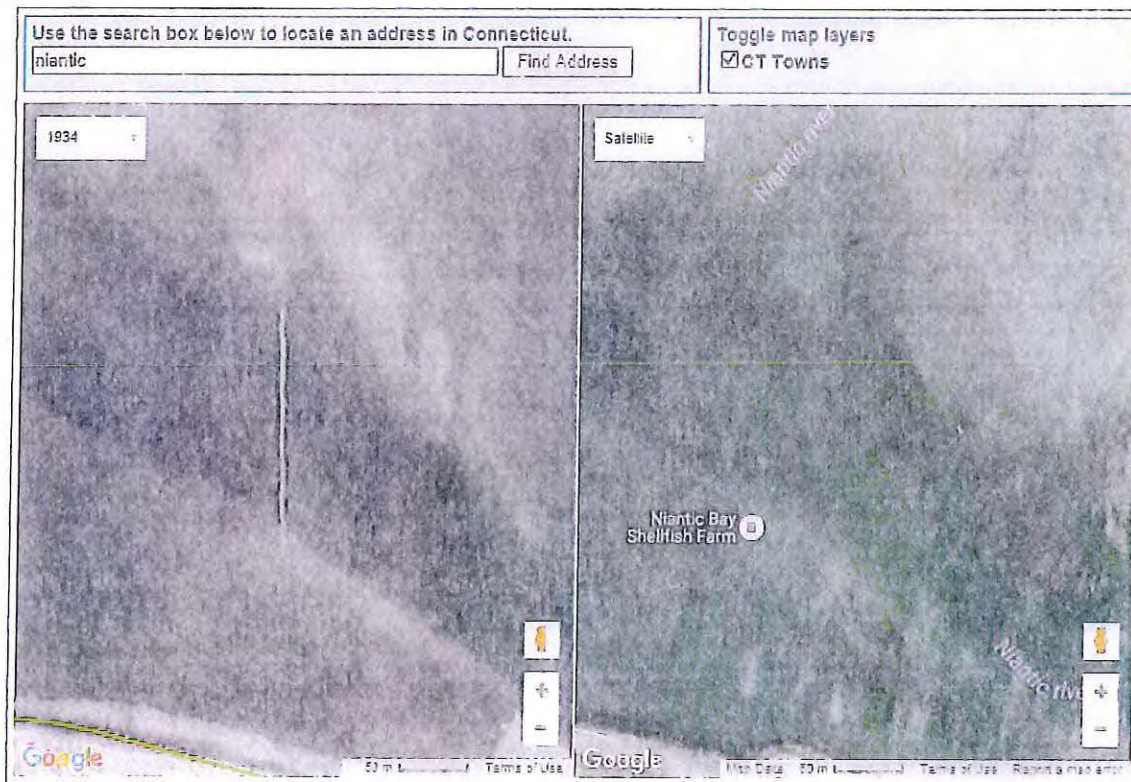 Use the search box below to locate an address in Connecticut.
niantic
Find Address
Toggle map layers
CT Towns
1934
Satellite
Niantic river
Niantic Bay
Shellfish Farm
Niantic rive
Google
50 m
Terms of Use
Google
Map Data
50 m
Terms of Use
Report a map error